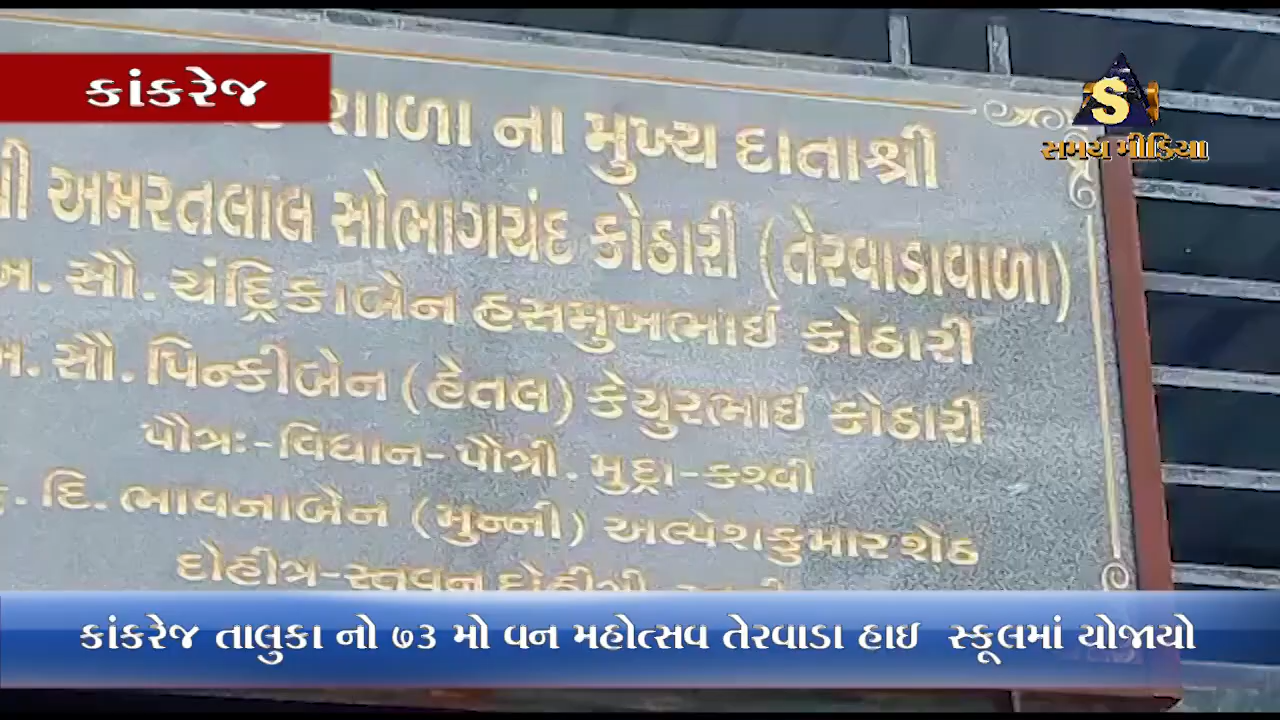 કાંકરેજ
સમય મીડિયા
શાળા ના મુખ્ય દાતાશ્રી
અમરતલાલ સોભાગચંદ કોઠારી (તેરવાડાવાળા)
સૌ. ચંદ્રિકાબેન હસમુખભાઈ કોઠારી
સૌ. પિન્કીબેન (હેતલ) કેયુરભાઇ કોઠારી
પૌત્રઃ- વિધાન- પૌત્રી. મુદ્રા-કશ્વી
દિ. ભાવનાબેન (મુન્ની) અલ્પેશકુમાર શેઠ
દોહીત્ર-સ્તવન દોહીત્રી
કાંકરેજ તાલુકા નો ૭૩ મો વન મહોત્સવ તેરવાડા હાઇ સ્કૂલમાં યોજાયો